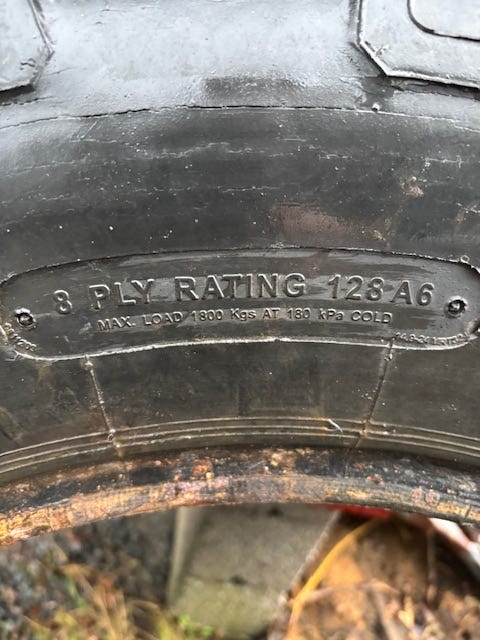 8 PLY RATING 128 A6
MAX. LOAD 1800 Kgs AT 180 kPa COLD